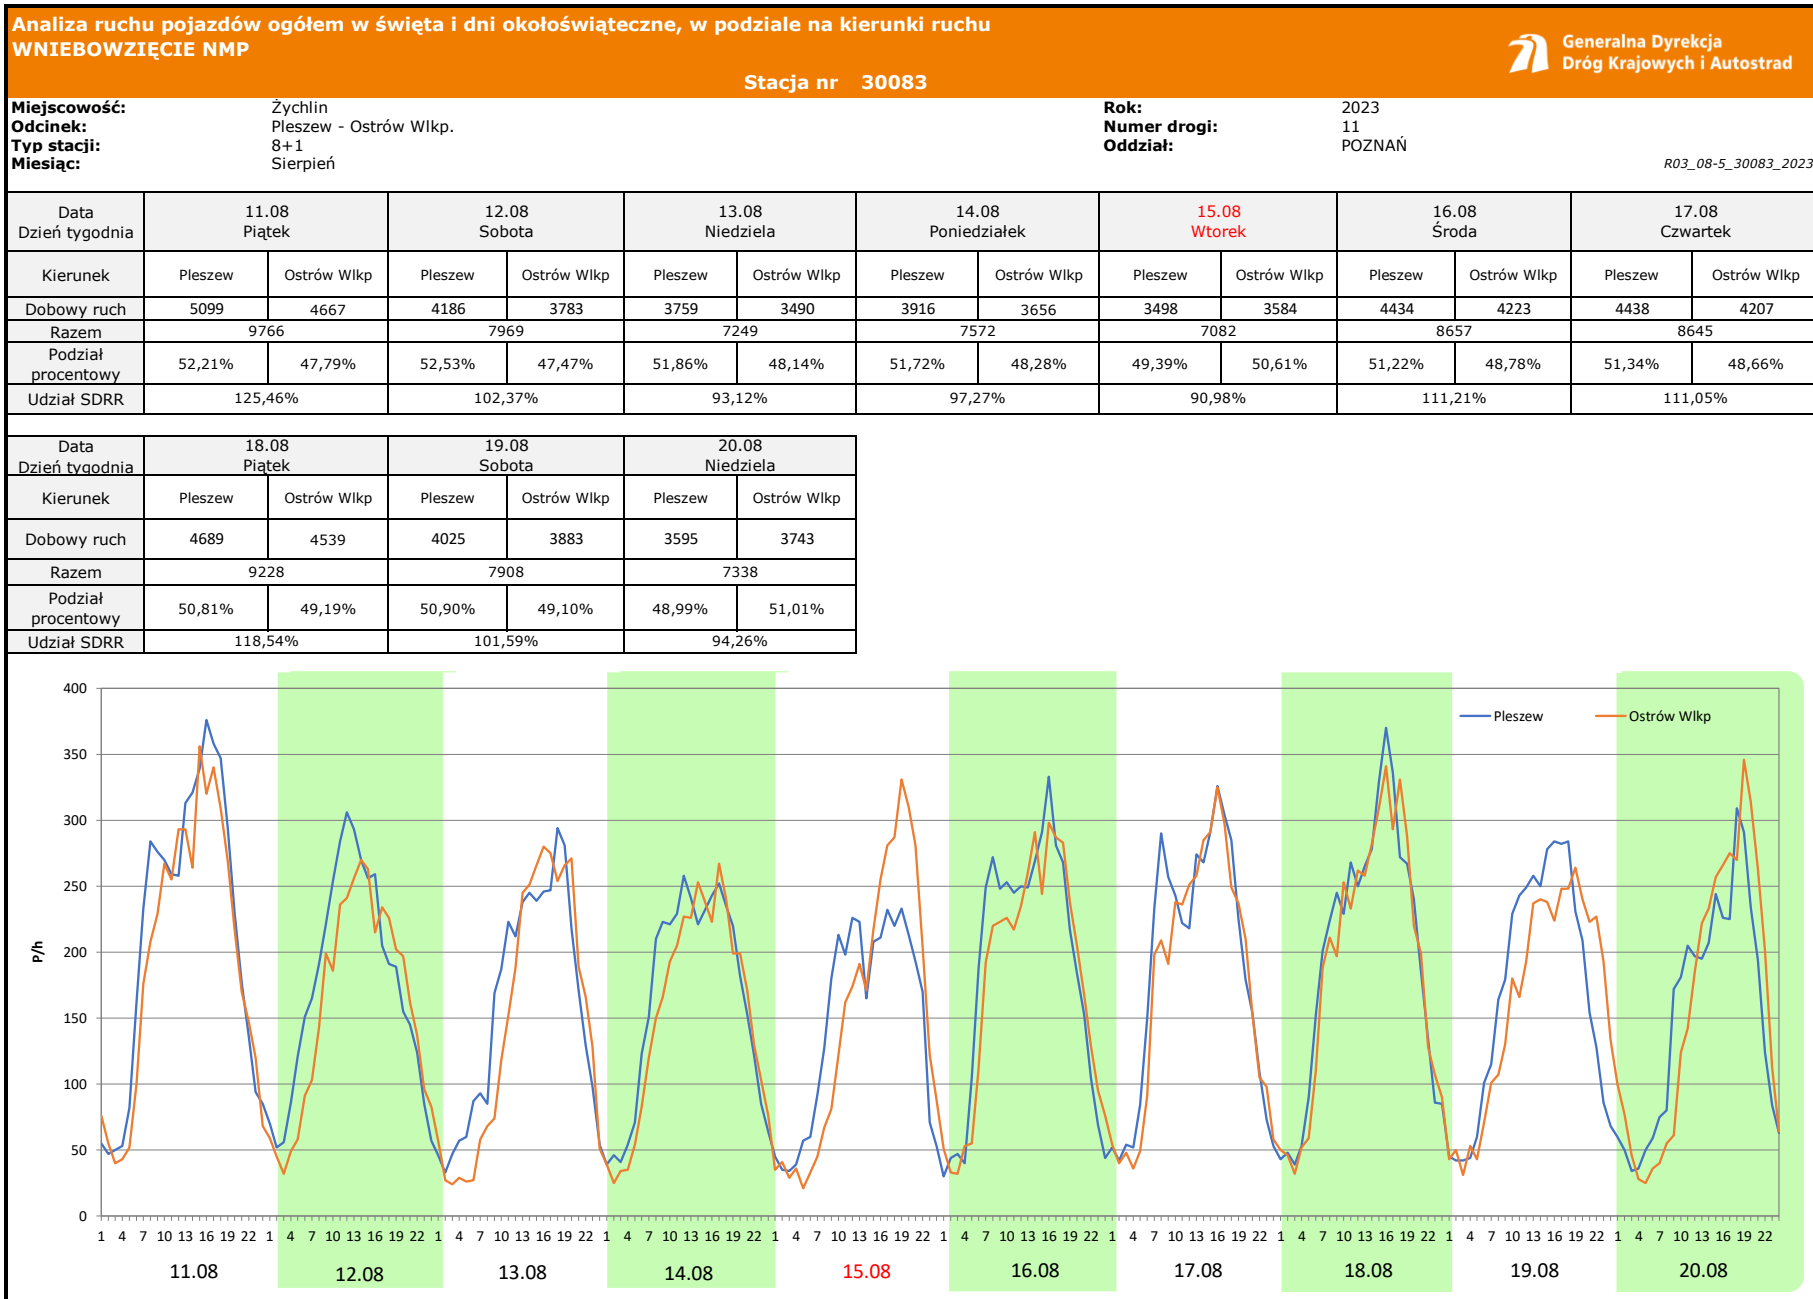 Analiza ruchu pojazdów ogółem w święta i dni okołoświąteczne, w podziale na kierunki ruchu
WNIEBOWZIĘCIE NMP
Generalna Dyrekcja
Dróg Krajowych i Autostrad
Stacja nr 30083
Miejscowość: Żychlin Rok: 2023
Odcinek: Pleszew - Ostrów Wlkp. Numer drogi: 11
Typ stacji: 8+1 Oddział: POZNAŃ
Miesiąc: Sierpień R03_08-5_30083_2023
Data 11.08 12.08 13.08 14.08 15.08 16.08 17.08
Dzień tygodnia Piątek Sobota Niedziela Poniedziałek Wtorek Środa Czwartek
Kierunek Pleszew Ostrów Wlkp Pleszew Ostrów Wlkp Pleszew Ostrów Wlkp Pleszew Ostrów Wlkp Pleszew Ostrów Wlkp Pleszew Ostrów Wlkp Pleszew Ostrów Wlkp
Dobowy ruch 5099 4667 4186 3783 3759 3490 3916 3656 3498 3584 4434 4223 4438 4207
Razem 9766 7969 7249 7572 7082 8657 8645
Podział
procentowy 52,21% 47,79% 52,53% 47,47% 51,86% 48,14% 51,72% 48,28% 49,39% 50,61% 51,22% 48,78% 51,34% 48,66%
Udział SDRR 125,46% 102,37% 93,12% 97,27% 90,98% 111,21% 111,05%
Data 18.08 19.08 20.08
Dzień tygodnia Piątek Sobota Niedziela
Kierunek Pleszew Ostrów Wlkp Pleszew Ostrów Wlkp Pleszew Ostrów Wlkp
Dobowy ruch 4689 4539 4025 3883 3595 3743
Razem 9228 7908 7338
Podział
procentowy 50,81% 49,19% 50,90% 49,10% 48,99% 51,01%
Udział SDRR 118,54% 101,59% 94,26%
400
Pleszew Ostrów Wlkp
350
300
250
200
P/h
150
100
50
0
1 4 7 10 13 16 19 22 1 4 7 10 13 16 19 22 1 4 7 10 13 16 19 22 1 4 7 10 13 16 19 22 1 4 7 10 13 16 19 22 1 4 7 10 13 16 19 22 1 4 7 10 13 16 19 22 1 4 7 10 13 16 19 22 1 4 7 10 13 16 19 22 1 4 7 10 13 16 19 22
11.08 12.08 13.08 14.08 15.08 16.08 17.08 18.08 19.08 20.08